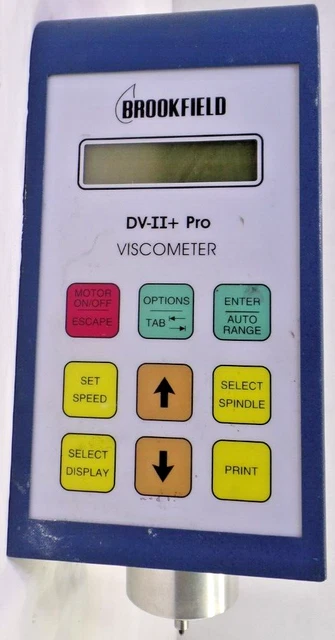 BROOKFIELD
DV-II+ Pro
VISCOMETER
MOTOR
ON/OFF
ESCAPE
OPTIONS
TAB
ENTER
AUTO
RANGE
SET
SPEED
SELECT
SPINDLE
SELECT
DISPLAY
PRINT